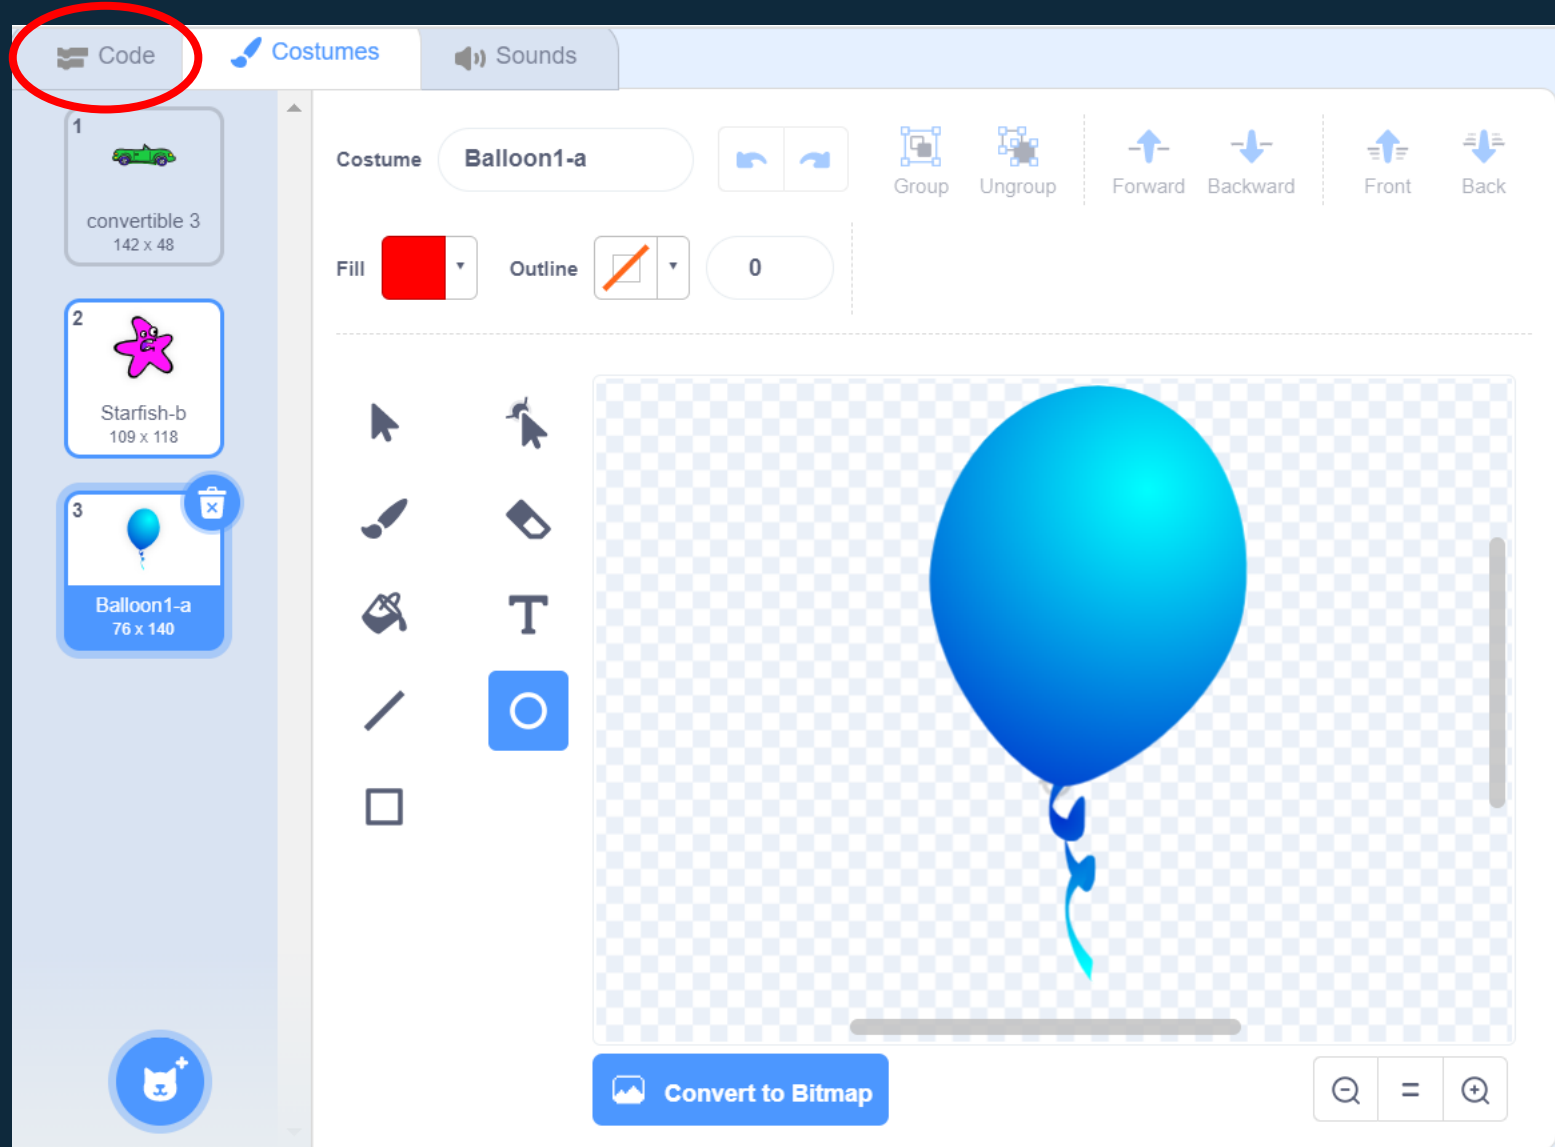 Code
Costumes
Sounds
1
convertible 3
142 x 48
2
Starfish-b
109 x 118
3
Balloon1-a
76 x 140
Costume
Balloon1-a
Group
Ungroup
Forward
Backward
Front
Back
Fill
Outline
0
T
Convert to Bitmap
=